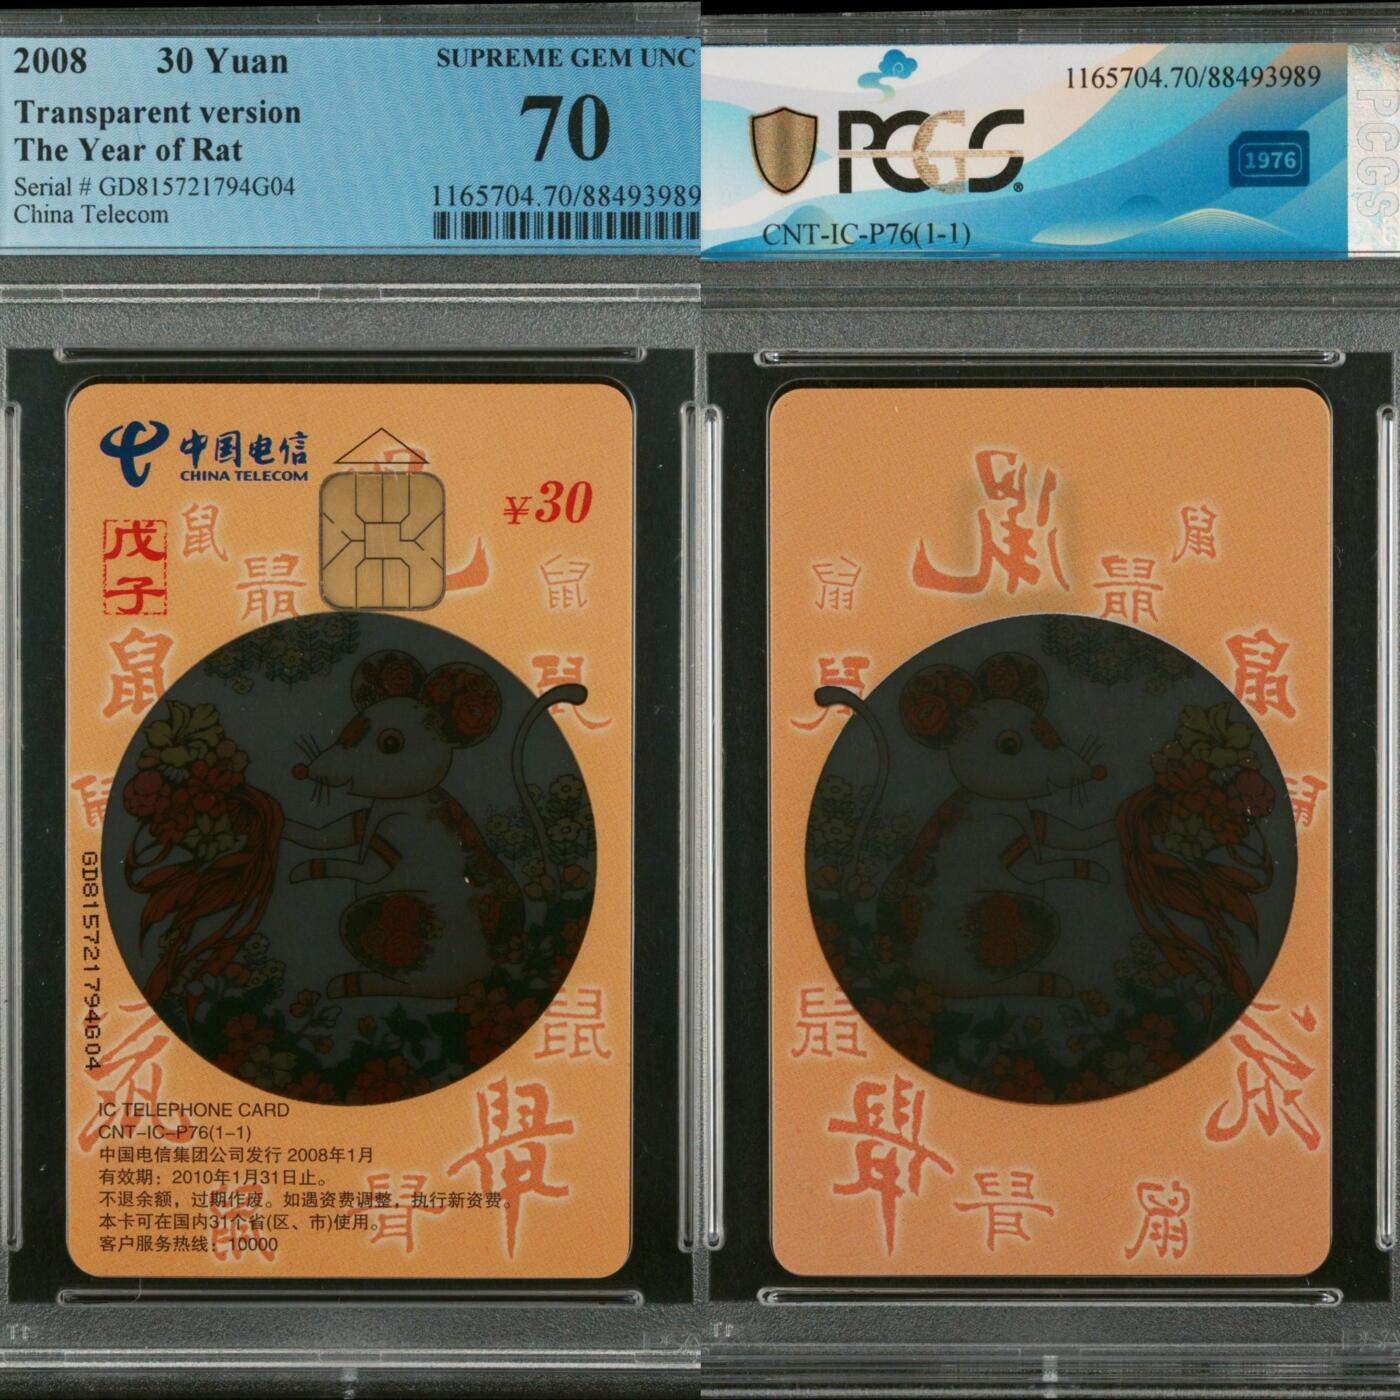 2008 30 Yuan
SUPREME GEM UNC
Transparent version
The Year of Rat
70
Serial # GD815721794G04
China Telecom
1165704.70/88493989
1165704.70/88493989
PCGS
1976
CNT-IC-P76(1-1)
PCGS
中国电信
CHINA TELECOM
¥30
戊子
鼠
鼠
GD815721794G04
IC TELEPHONE CARD
CNT-IC-P76(1-1)
中国电信集团公司发行 2008年1月
有效期：2010年1月31日止。
不退余额，过期作废。如遇资费调整，执行新资费。
本卡可在国内31个省(区、市)使用。
客户服务热线：10000